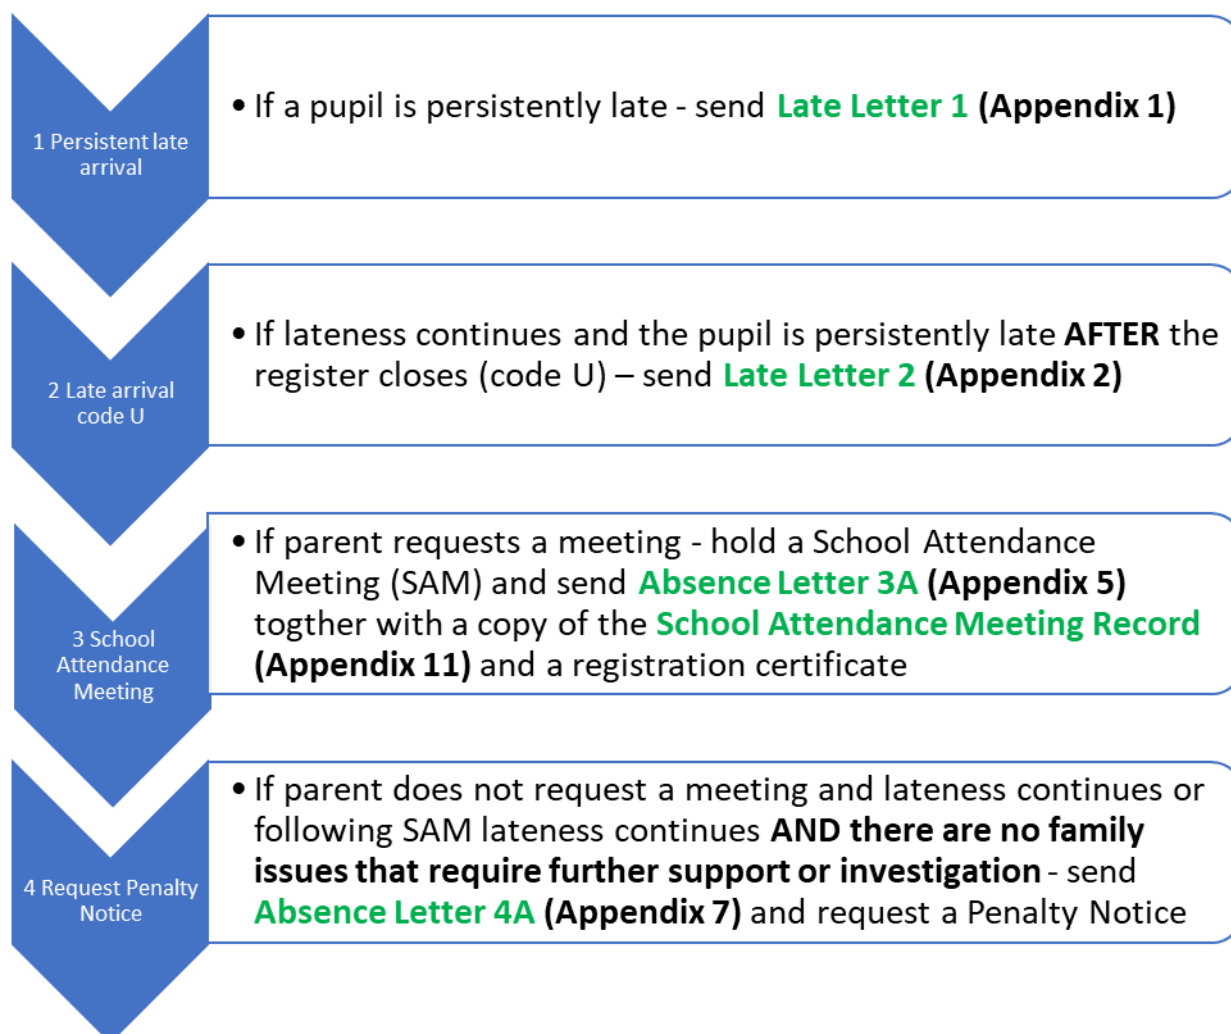 1 Persistent late
arrival
• If a pupil is persistently late - send Late Letter 1 (Appendix 1)
2 Late arrival
code U
• If lateness continues and the pupil is persistently late AFTER the
register closes (code U) – send Late Letter 2 (Appendix 2)
3 School
Attendance
Meeting
• If parent requests a meeting - hold a School Attendance
Meeting (SAM) and send Absence Letter 3A (Appendix 5)
togther with a copy of the School Attendance Meeting Record
(Appendix 11) and a registration certificate
4 Request Penalty
Notice
• If parent does not request a meeting and lateness continues or
following SAM lateness continues AND there are no family
issues that require further support or investigation - send
Absence Letter 4A (Appendix 7) and request a Penalty Notice